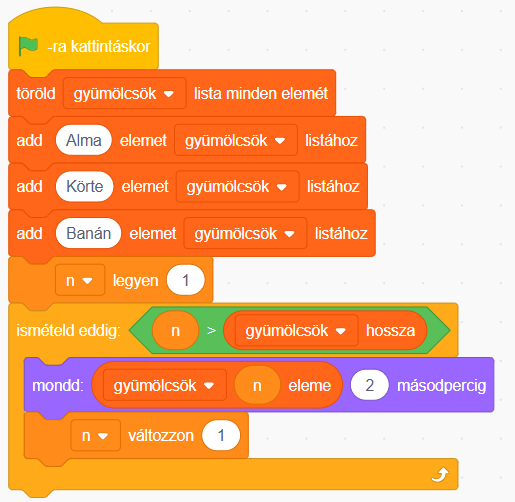 -ra kattintáskor
töröld gyümölcsök lista minden elemét
add Alma elemet gyümölcsök listához
add Körte elemet gyümölcsök listához
add Banán elemet gyümölcsök listához
n legyen 1
ismételd eddig: n > gyümölcsök hossza
mondd: gyümölcsök n eleme 2 másodpercig
n változzon 1